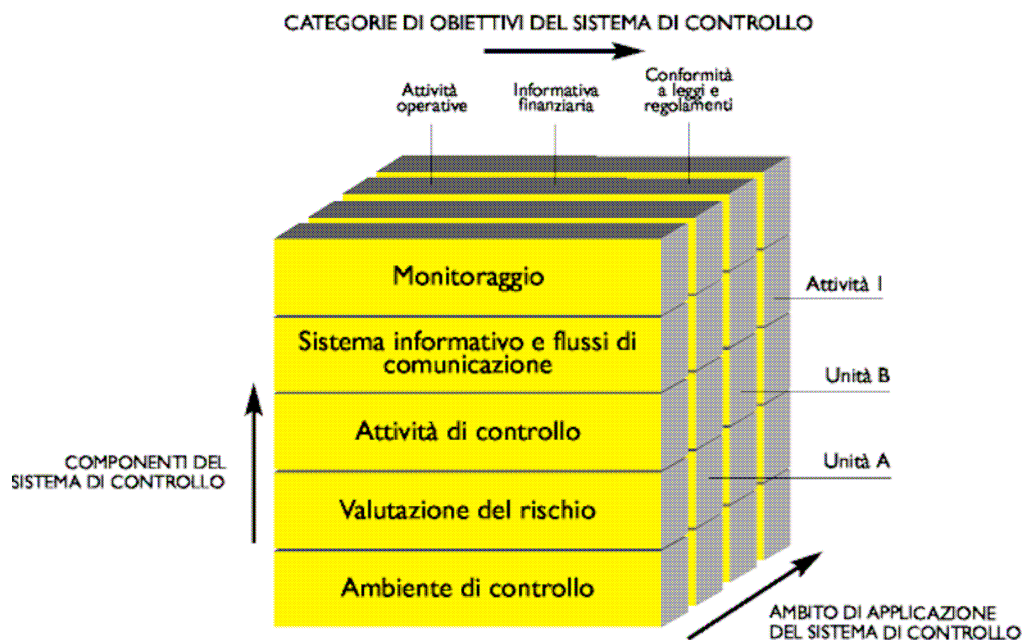 CATEGORIE DI OBIETTIVI DEL SISTEMA DI CONTROLLO
Attività
operative
Informativa
finanziaria
Conformità
a leggi e
regolamenti
Monitoraggio
Sistema informativo e flussi di
comunicazione
Attività di controllo
Valutazione del rischio
Ambiente di controllo
Attività 1
Unità B
Unità A
COMPONENTI DEL
SISTEMA DI CONTROLLO
AMBITO DI APPLICAZIONE
DEL SISTEMA DI CONTROLLO